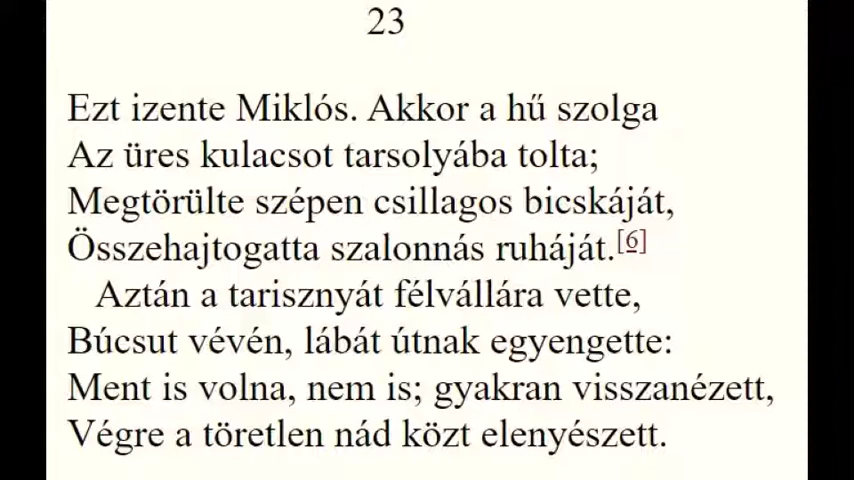 23
Ezt izente Miklós. Akkor a hű szolga
Az üres kulacsot tarsolyába tolta;
Megtörülte szépen csillagos bicskáját,
Összehajtogatta szalonnás ruháját.[6]
Aztán a tarisznyát félvállára vette,
Búcsut vévén, lábát útnak egyengette:
Ment is volna, nem is; gyakran visszanézett,
Végre a töretlen nád közt elenyészett.